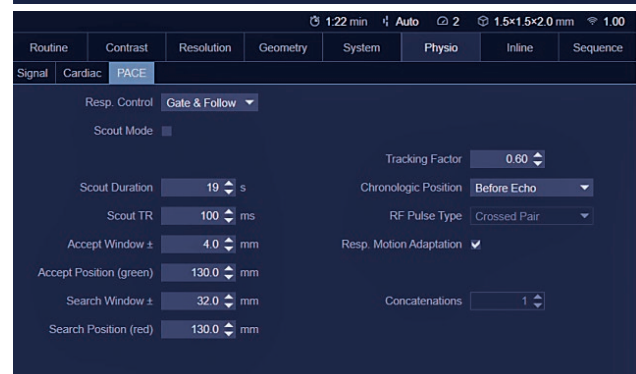 1:22 min Auto 2 1.5×1.5×2.0 mm 1.00
Routine Contrast Resolution Geometry System Physio Inline Sequence
Signal Cardiac PACE
Resp. Control Gate & Follow
Scout Mode
Tracking Factor 0.60
Scout Duration 19 s Chronologic Position Before Echo
Scout TR 100 ms RF Pulse Type Crossed Pair
Accept Window ± 4.0 mm Resp. Motion Adaptation
Accept Position (green) 130.0 mm
Search Window ± 32.0 mm Concatenations 1
Search Position (red) 130.0 mm